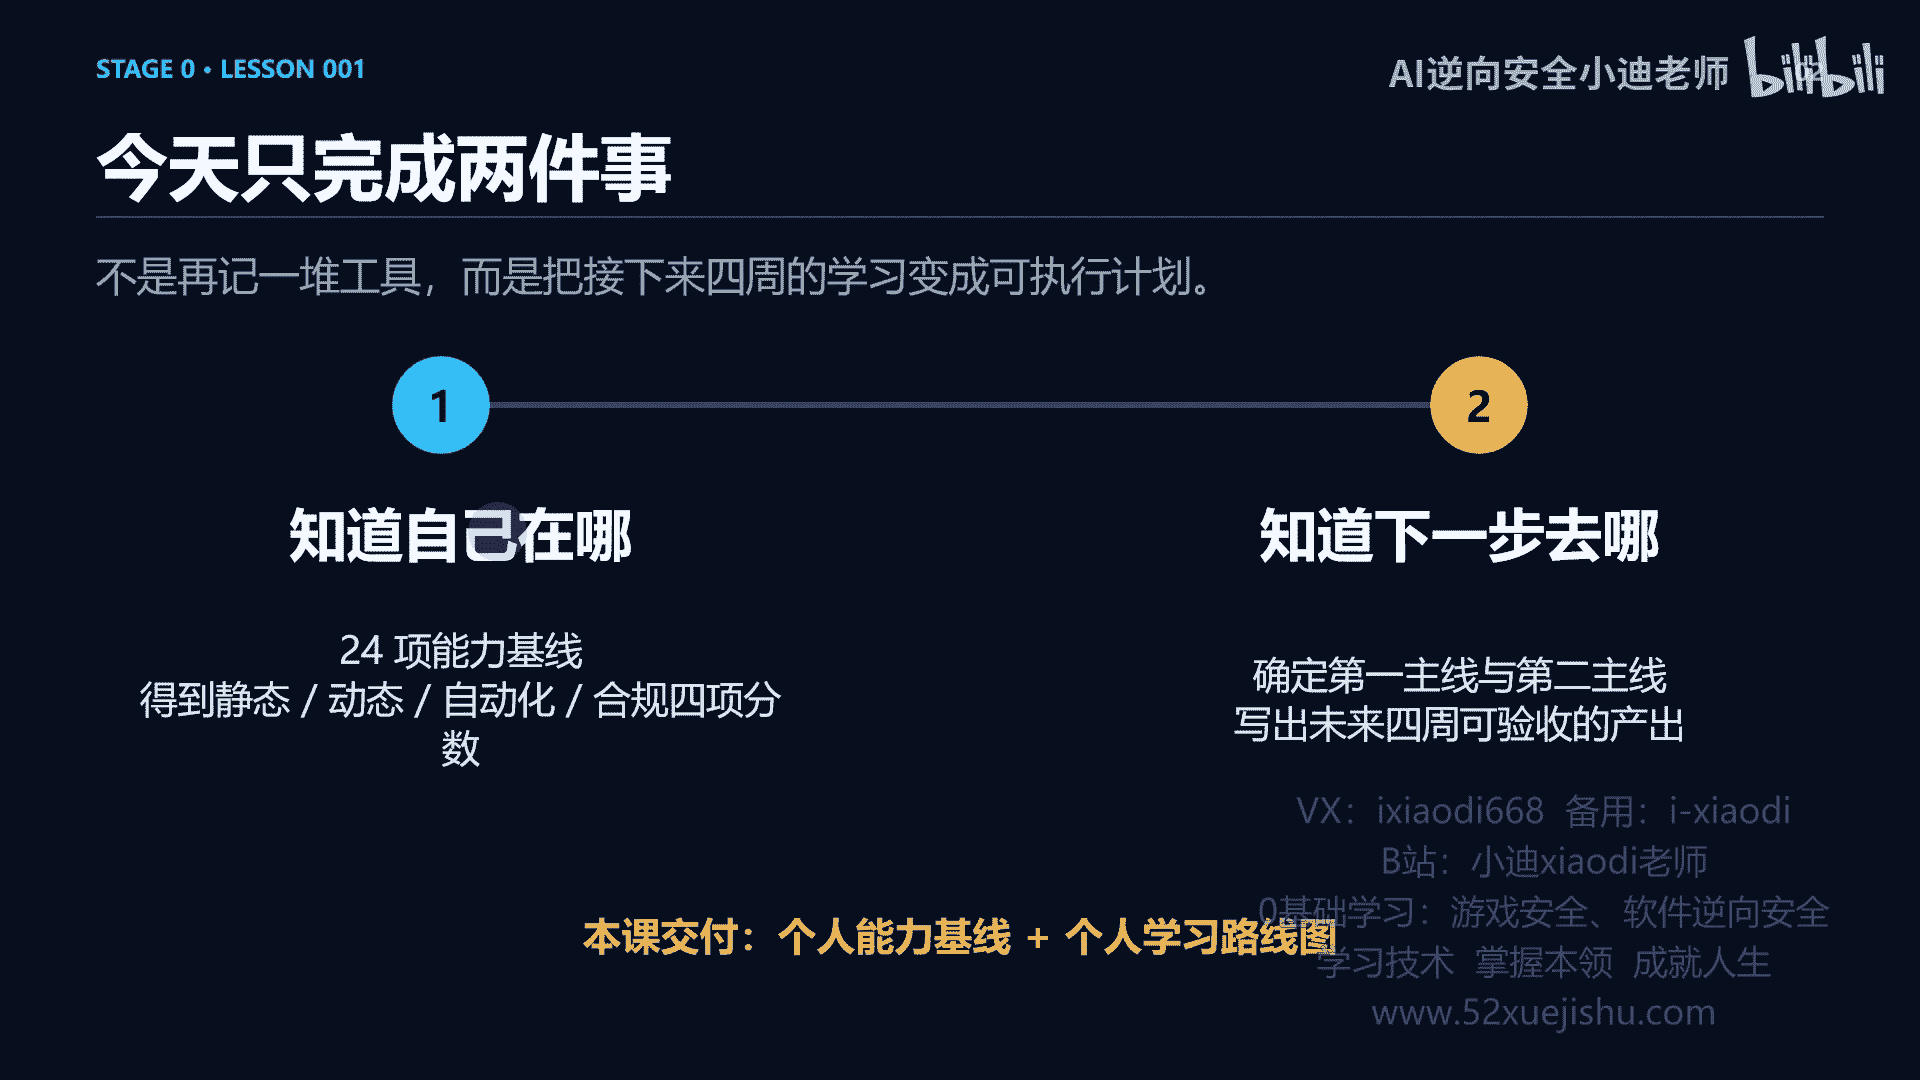 STAGE 0 • LESSON 001
AI逆向安全小迪老师 bilibili
02
今天只完成两件事
不是再记一堆工具，而是把接下来四周的学习变成可执行计划。
1
2
知道自己在哪
知道下一步去哪
24 项能力基线
得到静态 / 动态 / 自动化 / 合规四项分
数
确定第一主线与第二主线
写出未来四周可验收的产出
本课交付：个人能力基线 + 个人学习路线图
VX：ixiaodi668 备用：i-xiaodi
B站：小迪xiaodi老师
0基础学习：游戏安全、软件逆向安全
学习技术 掌握本领 成就人生
www.52xuejishu.com